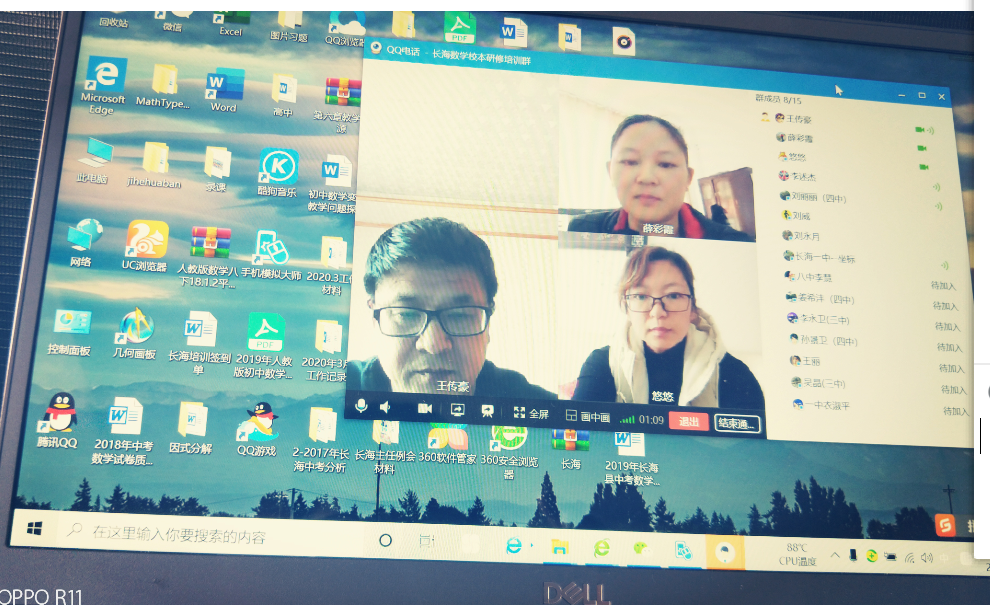 回收站
微信
Excel
图片习题
QQ浏览器
PDF
QQ电话 - 长海数学校本研修培训群
Microsoft
Edge
MathType...
Word
高中
此电脑
jihehuaban
录课
酷狗音乐
初中数学
教学问题探
网络
UC浏览器
人教版数学八
下18.1.2平...
手机模拟大师
2020.3工作
材料
控制面板
几何画板
长海培训签到
单
PDF
2019年人教
版初中数学...
2020年3月
工作记录
腾讯QQ
2018年中考
数学试卷质...
因式分解
QQ游戏
2-2017年长
海中考分析
长海主任例会
材料
360软件管家
360安全浏览
器
长海
2019年长海
县中考数学...
薛彩霞
王传豪
悠悠
全屏
画中画
01:09
退出
结束通...
群成员 8/15
王传豪
薛彩霞
悠悠
李述杰
刘丽丽（四中）
刘威
刘永月
长海一中--坐标
八中李慧
待加入
姜希洋（四中）
待加入
李永卫(三中)
待加入
孙祖卫（四中）
待加入
王丽
待加入
吴晶(三中)
待加入
一中衣淑平
待加入
在这里输入你要搜索的内容
88℃
CPU温度
OPPO R11
DELL